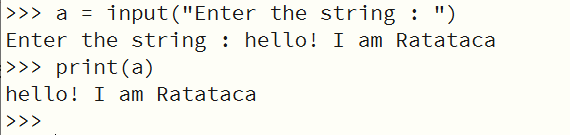 >>> a = input("Enter the string : ")
Enter the string : hello! I am Ratataca
>>> print(a)
hello! I am Ratataca
>>>